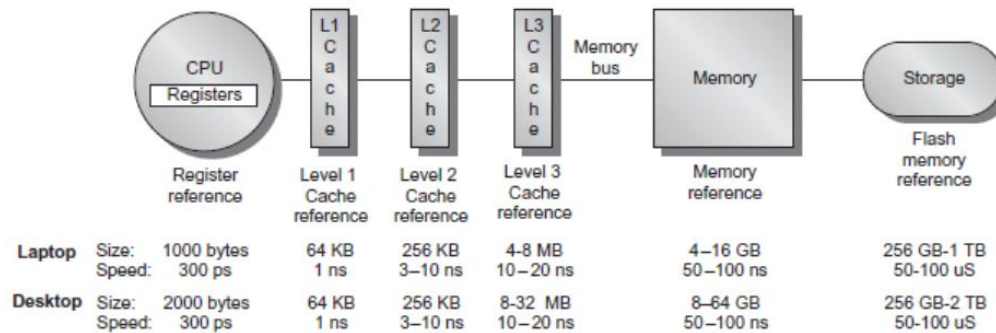 L1
Cache
L2
Cache
L3
Cache
CPU
Registers
Memory
bus
Memory
Storage
Register
reference
Level 1
Cache
reference
Level 2
Cache
reference
Level 3
Cache
reference
Memory
reference
Flash
memory
reference
Laptop Size: 1000 bytes 64 KB 256 KB 4-8 MB 4–16 GB 256 GB-1 TB
Speed: 300 ps 1 ns 3–10 ns 10–20 ns 50–100 ns 50-100 uS
Desktop Size: 2000 bytes 64 KB 256 KB 8-32 MB 8–64 GB 256 GB-2 TB
Speed: 300 ps 1 ns 3–10 ns 10–20 ns 50–100 ns 50-100 uS